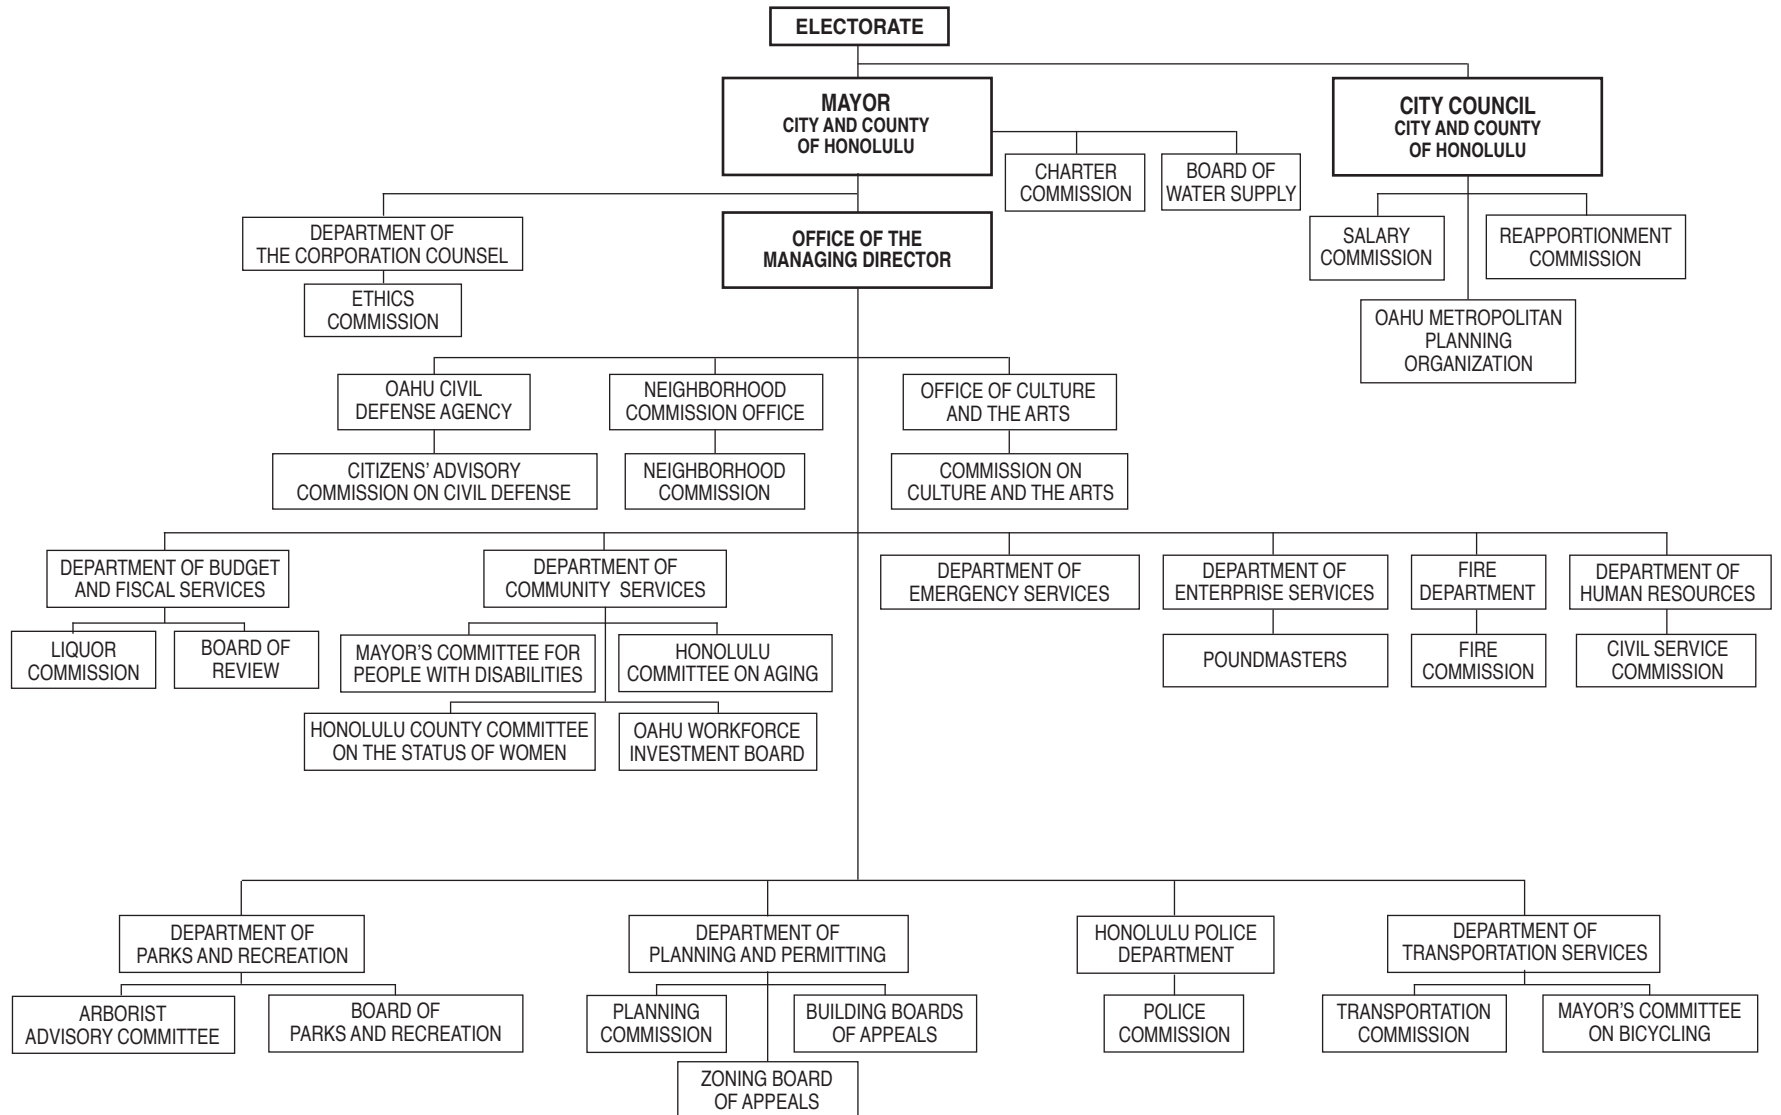 ELECTORATE
MAYOR
CITY AND COUNTY
OF HONOLULU
CITY COUNCIL
CITY AND COUNTY
OF HONOLULU
CHARTER
COMMISSION
BOARD OF
WATER SUPPLY
DEPARTMENT OF
THE CORPORATION COUNSEL
OFFICE OF THE
MANAGING DIRECTOR
SALARY
COMMISSION
REAPPORTIONMENT
COMMISSION
ETHICS
COMMISSION
OAHU METROPOLITAN
PLANNING
ORGANIZATION
OAHU CIVIL
DEFENSE AGENCY
NEIGHBORHOOD
COMMISSION OFFICE
OFFICE OF CULTURE
AND THE ARTS
CITIZENS' ADVISORY
COMMISSION ON CIVIL DEFENSE
NEIGHBORHOOD
COMMISSION
COMMISSION ON
CULTURE AND THE ARTS
DEPARTMENT OF BUDGET
AND FISCAL SERVICES
DEPARTMENT OF
COMMUNITY SERVICES
DEPARTMENT OF
EMERGENCY SERVICES
DEPARTMENT OF
ENTERPRISE SERVICES
FIRE
DEPARTMENT
DEPARTMENT OF
HUMAN RESOURCES
LIQUOR
COMMISSION
BOARD OF
REVIEW
MAYOR'S COMMITTEE FOR
PEOPLE WITH DISABILITIES
HONOLULU
COMMITTEE ON AGING
POUNDMASTERS
FIRE
COMMISSION
CIVIL SERVICE
COMMISSION
HONOLULU COUNTY COMMITTEE
ON THE STATUS OF WOMEN
OAHU WORKFORCE
INVESTMENT BOARD
DEPARTMENT OF
PARKS AND RECREATION
DEPARTMENT OF
PLANNING AND PERMITTING
HONOLULU POLICE
DEPARTMENT
DEPARTMENT OF
TRANSPORTATION SERVICES
ARBORIST
ADVISORY COMMITTEE
BOARD OF
PARKS AND RECREATION
PLANNING
COMMISSION
BUILDING BOARDS
OF APPEALS
POLICE
COMMISSION
TRANSPORTATION
COMMISSION
MAYOR'S COMMITTEE
ON BICYCLING
ZONING BOARD
OF APPEALS